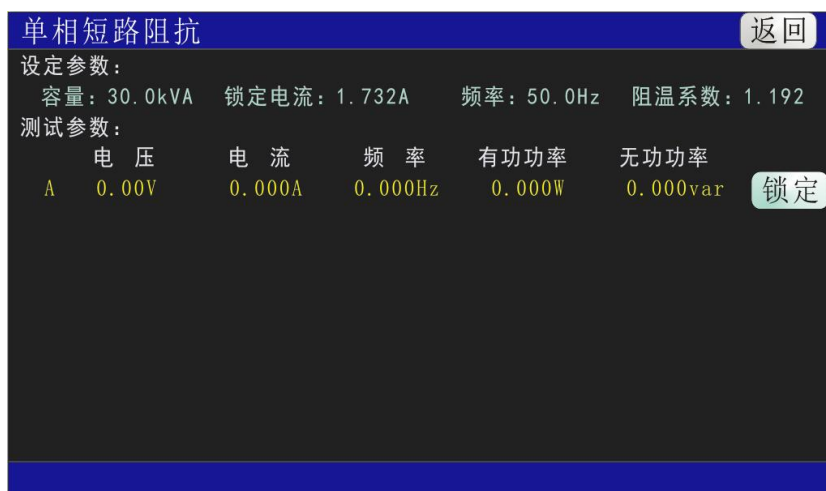 单相短路阻抗 返回
设定参数：
容量：30.0kVA 锁定电流：1.732A 频率：50.0Hz 阻温系数：1.192
测试参数：
电 压 电 流 频 率 有功功率 无功功率
A 0.00V 0.000A 0.000Hz 0.000W 0.000var 锁定